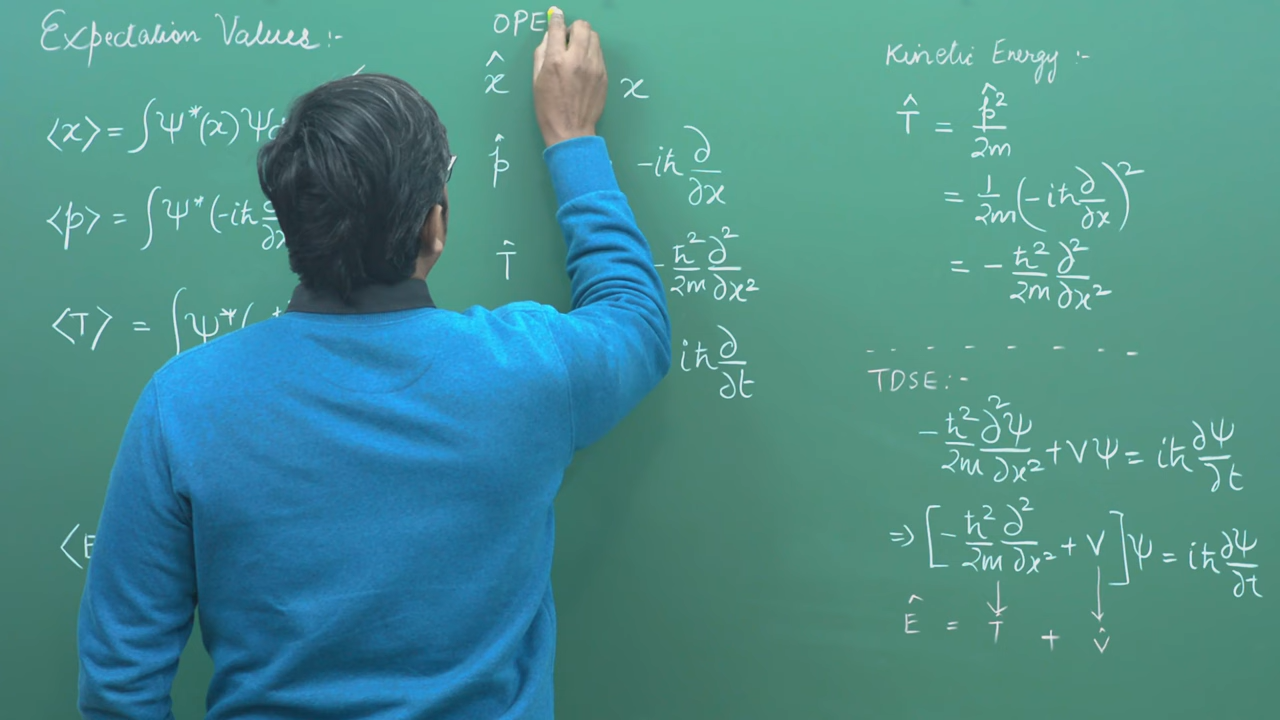 Expectation Values:-
⟨x⟩ = ∫Ψ*(x)Ψ
⟨p⟩ = ∫Ψ*(-iħ
⟨T⟩ = ∫Ψ*(
⟨E
OPE
x̂ x
p̂ -iħ ∂/∂x
T̂ -ħ²/2m ∂²/∂x²
iħ ∂/∂t
Kinetic Energy :-
T̂ = p̂²/2m
= 1/2m (-iħ ∂/∂x)²
= -ħ²/2m ∂²/∂x²
TDSE:-
-ħ²/2m ∂²Ψ/∂x² + VΨ = iħ ∂Ψ/∂t
⇒ [-ħ²/2m ∂²/∂x² + V]Ψ = iħ ∂Ψ/∂t
Ê = T̂ + V̂